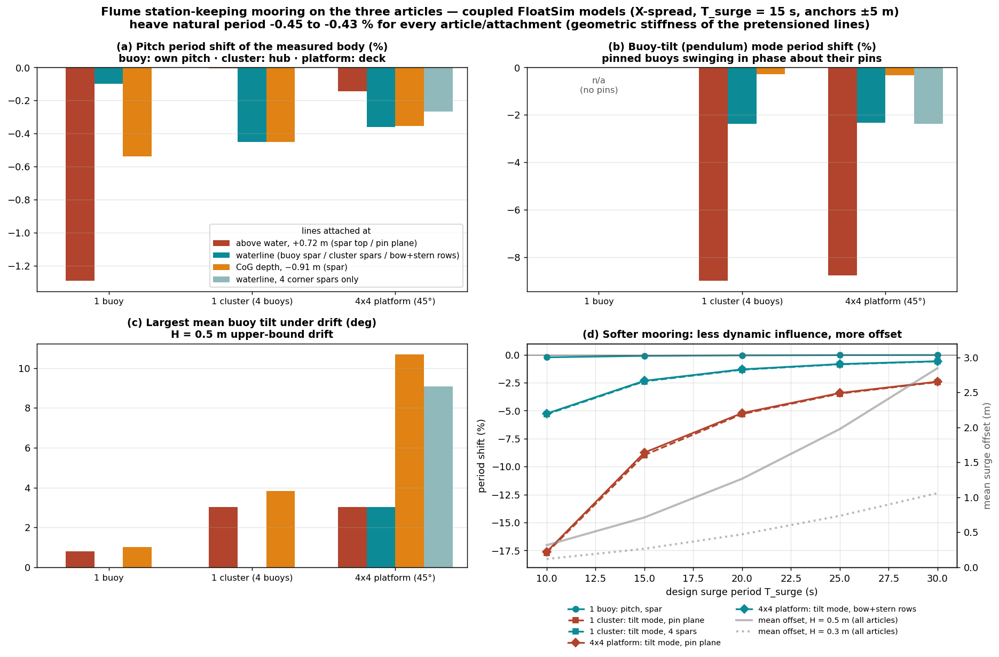 Flume station-keeping mooring on the three articles — coupled FloatSim models (X-spread, T_surge = 15 s, anchors ±5 m)
heave natural period -0.45 to -0.43 % for every article/attachment (geometric stiffness of the pretensioned lines)
(a) Pitch period shift of the measured body (%)
buoy: own pitch · cluster: hub · platform: deck
0.0
−0.2
−0.4
−0.6
−0.8
−1.0
−1.2
lines attached at
above water, +0.72 m (spar top / pin plane)
waterline (buoy spar / cluster spars / bow+stern rows)
CoG depth, −0.91 m (spar)
waterline, 4 corner spars only
1 buoy
1 cluster (4 buoys)
4x4 platform (45°)
(b) Buoy-tilt (pendulum) mode period shift (%)
pinned buoys swinging in phase about their pins
0
−2
−4
−6
−8
n/a
(no pins)
1 buoy
1 cluster (4 buoys)
4x4 platform (45°)
(c) Largest mean buoy tilt under drift (deg)
H = 0.5 m upper-bound drift
10
8
6
4
2
0
1 buoy
1 cluster (4 buoys)
4x4 platform (45°)
(d) Softer mooring: less dynamic influence, more offset
period shift (%)
0.0
−2.5
−5.0
−7.5
−10.0
−12.5
−15.0
−17.5
3.0
2.5
2.0
1.5
1.0
0.5
0.0
mean surge offset (m)
10.0
12.5
15.0
17.5
20.0
22.5
25.0
27.5
30.0
design surge period T_surge (s)
1 buoy: pitch, spar
1 cluster: tilt mode, pin plane
1 cluster: tilt mode, 4 spars
4x4 platform: tilt mode, pin plane
4x4 platform: tilt mode, bow+stern rows
mean offset, H = 0.5 m (all articles)
mean offset, H = 0.3 m (all articles)